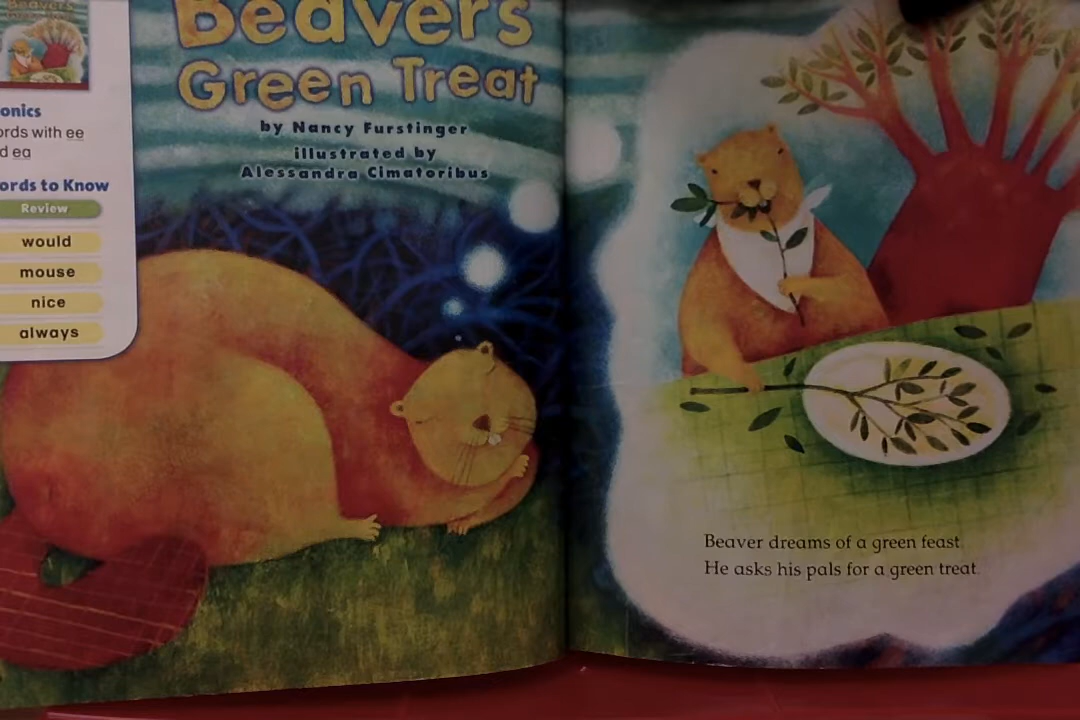 Beavers
Green Treat
by Nancy Furstinger
illustrated by
Alessandra Cimatoribus
onics
ords with ee
d ea
ords to Know
Review
would
mouse
nice
always
Beaver dreams of a green feast.
He asks his pals for a green treat.